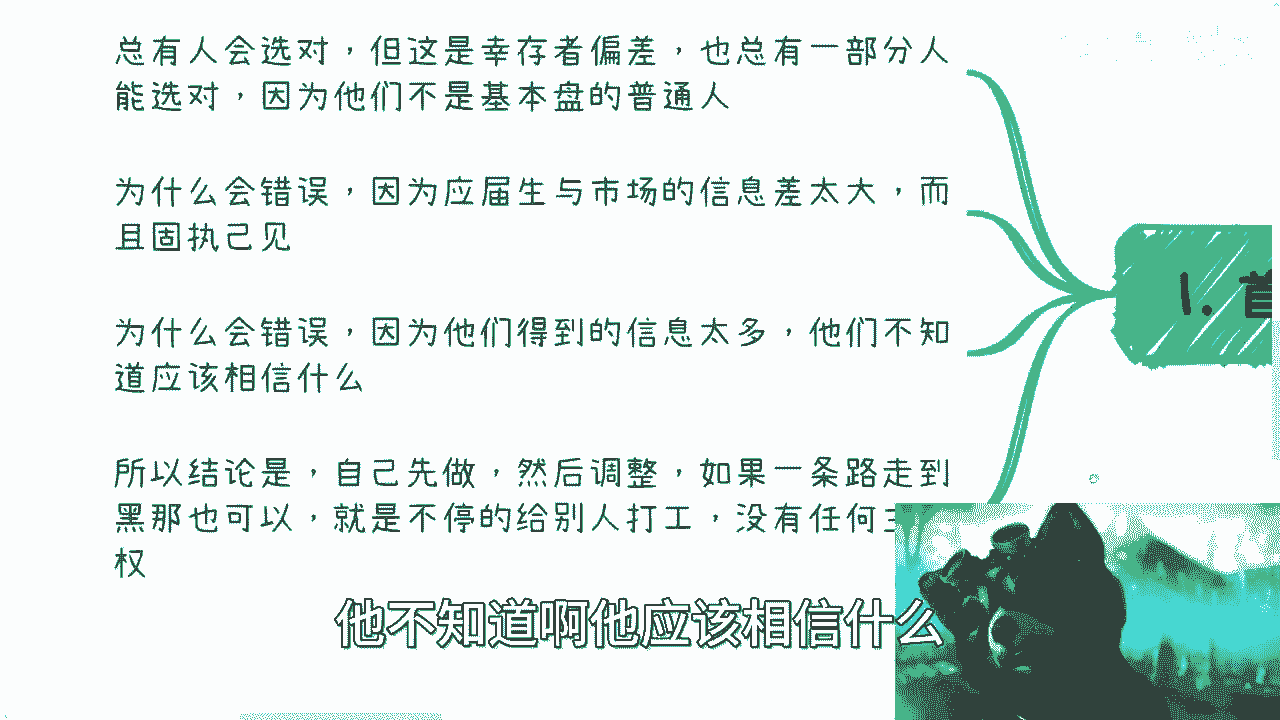 总有人会选对，但这是幸存者偏差，也总有一部分人
能选对，因为他们不是基本盘的普通人
为什么会错误，因为应届生与市场的信息差太大，而
且固执己见
为什么会错误，因为他们得到的信息太多，他们不知
道应该相信什么
所以结论是，自己先做，然后调整，如果一条路走到
黑那也可以，就是不停的给别人打工，没有任何主
权
1. 首
他不知道啊他应该相信什么